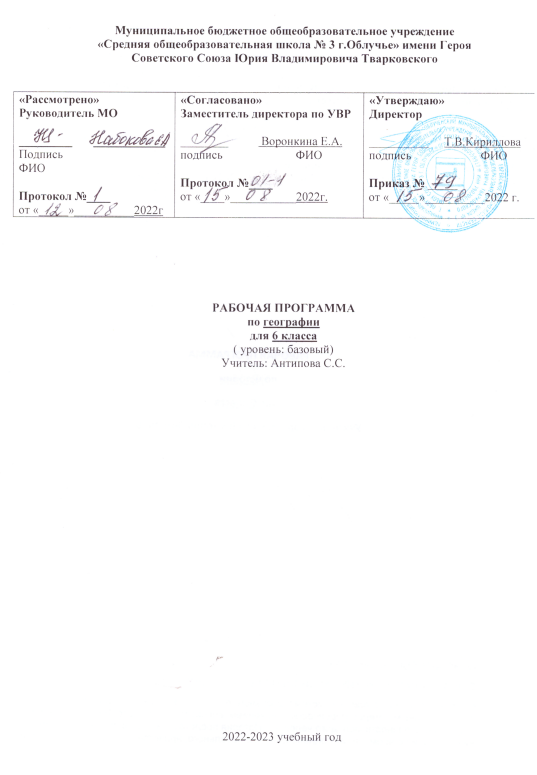 Муниципальное бюджетное общеобразовательное учреждение
«Средняя общеобразовательная школа № 3 г.Облучье» имени Героя
Советского Союза Юрия Владимировича Тварковского
«Рассмотрено»
Руководитель МО
Набокова ЕА
Подпись
ФИО
Протокол № 1
от « 12 » 08 2022г
«Согласовано»
Заместитель директора по УВР
Воронкина Е.А.
подпись ФИО
Протокол № 01-1
от « 15 » 08 2022г.
«Утверждаю»
Директор
Т.В.Кириллова
подпись ФИО
Приказ № 79
от « 15 » 08 2022 г.
РАБОЧАЯ ПРОГРАММА
по географии
для 6 класса
( уровень: базовый)
Учитель: Антипова С.С.
2022-2023 учебный год